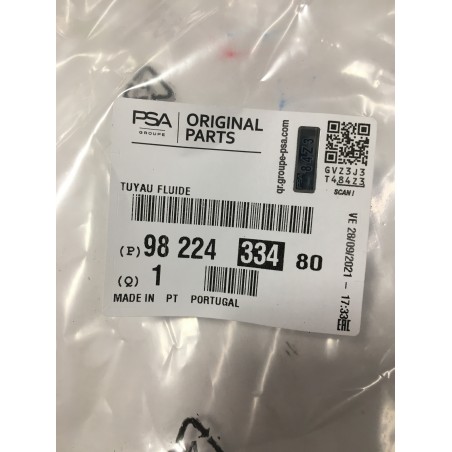 PSA
GROUPE
ORIGINAL
PARTS
qr.groupe-psa.com
GVZ3J3
T484Z3
SCAN!
TUYAU FLUIDE
(P) 98 224 334 80
(Q) 1
MADE IN PT PORTUGAL
VE 28/09/2021 - 17:33
EAC